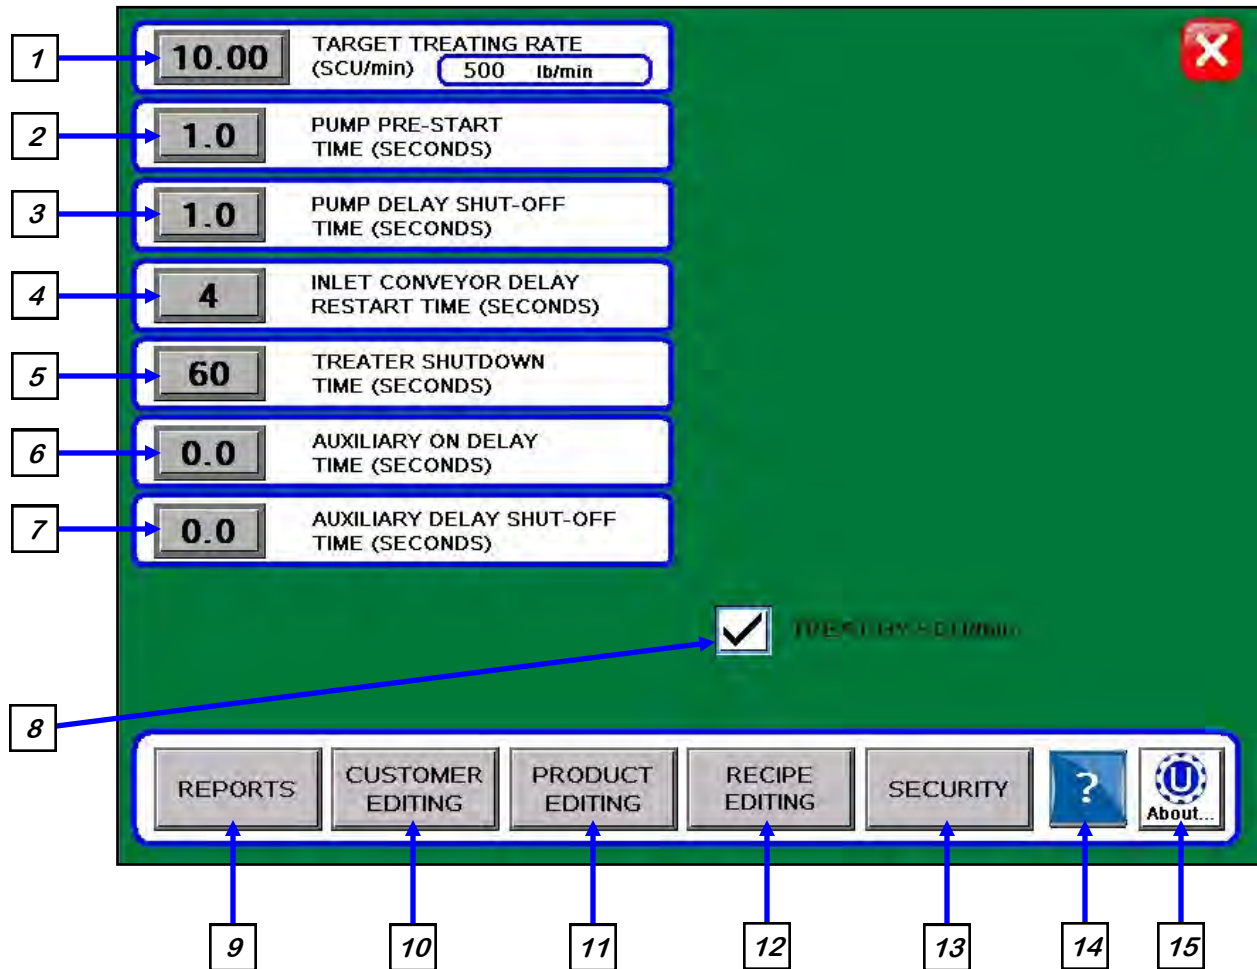 1
10.00
TARGET TREATING RATE
(SCU/min) 500 lb/min
2
1.0
PUMP PRE-START
TIME (SECONDS)
3
1.0
PUMP DELAY SHUT-OFF
TIME (SECONDS)
4
4
INLET CONVEYOR DELAY
RESTART TIME (SECONDS)
5
60
TREATER SHUTDOWN
TIME (SECONDS)
6
0.0
AUXILIARY ON DELAY
TIME (SECONDS)
7
0.0
AUXILIARY DELAY SHUT-OFF
TIME (SECONDS)
TREAT BY SCU/min
8
REPORTS
CUSTOMER
EDITING
PRODUCT
EDITING
RECIPE
EDITING
SECURITY
?
U
About...
9 10 11 12 13 14 15